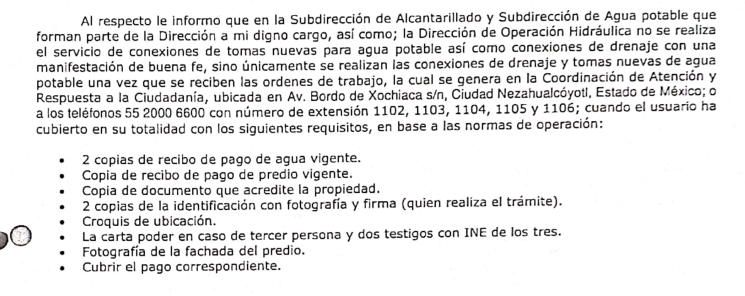 Al respecto le informo que en la Subdirección de Alcantarillado y Subdirección de Agua potable que
forman parte de la Dirección a mi digno cargo, así como; la Dirección de Operación Hidráulica no se realiza
el servicio de conexiones de tomas nuevas para agua potable así como conexiones de drenaje con una
manifestación de buena fe, sino únicamente se realizan las conexiones de drenaje y tomas nuevas de agua
potable una vez que se reciben las ordenes de trabajo, la cual se genera en la Coordinación de Atención y
Respuesta a la Ciudadanía, ubicada en Av. Bordo de Xochiaca s/n, Ciudad Nezahualcóyotl, Estado de México; o
a los teléfonos 55 2000 6600 con número de extensión 1102, 1103, 1104, 1105 y 1106; cuando el usuario ha
cubierto en su totalidad con los siguientes requisitos, en base a las normas de operación:
• 2 copias de recibo de pago de agua vigente.
• Copia de recibo de pago de predio vigente.
• Copia de documento que acredite la propiedad.
• 2 copias de la identificación con fotografía y firma (quien realiza el trámite).
• Croquis de ubicación.
• La carta poder en caso de tercer persona y dos testigos con INE de los tres.
• Fotografía de la fachada del predio.
• Cubrir el pago correspondiente.